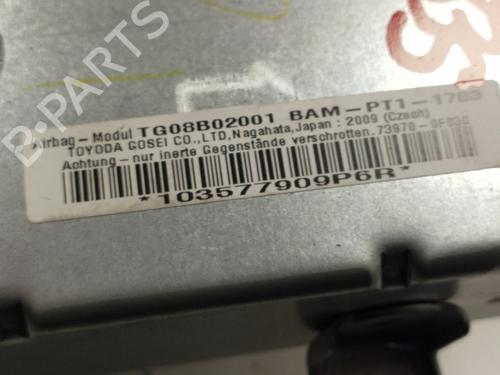 B-PARTS
Airbag - Modul TG08B02001 BAM-PT1-1783
TOYODA GOSEI CO.,LTD,Nagahata,Japan : 2009 (Czech)
Achtung - nur inerte Gegenstände verschrotten. 73970-0F030
*103577909P6R*